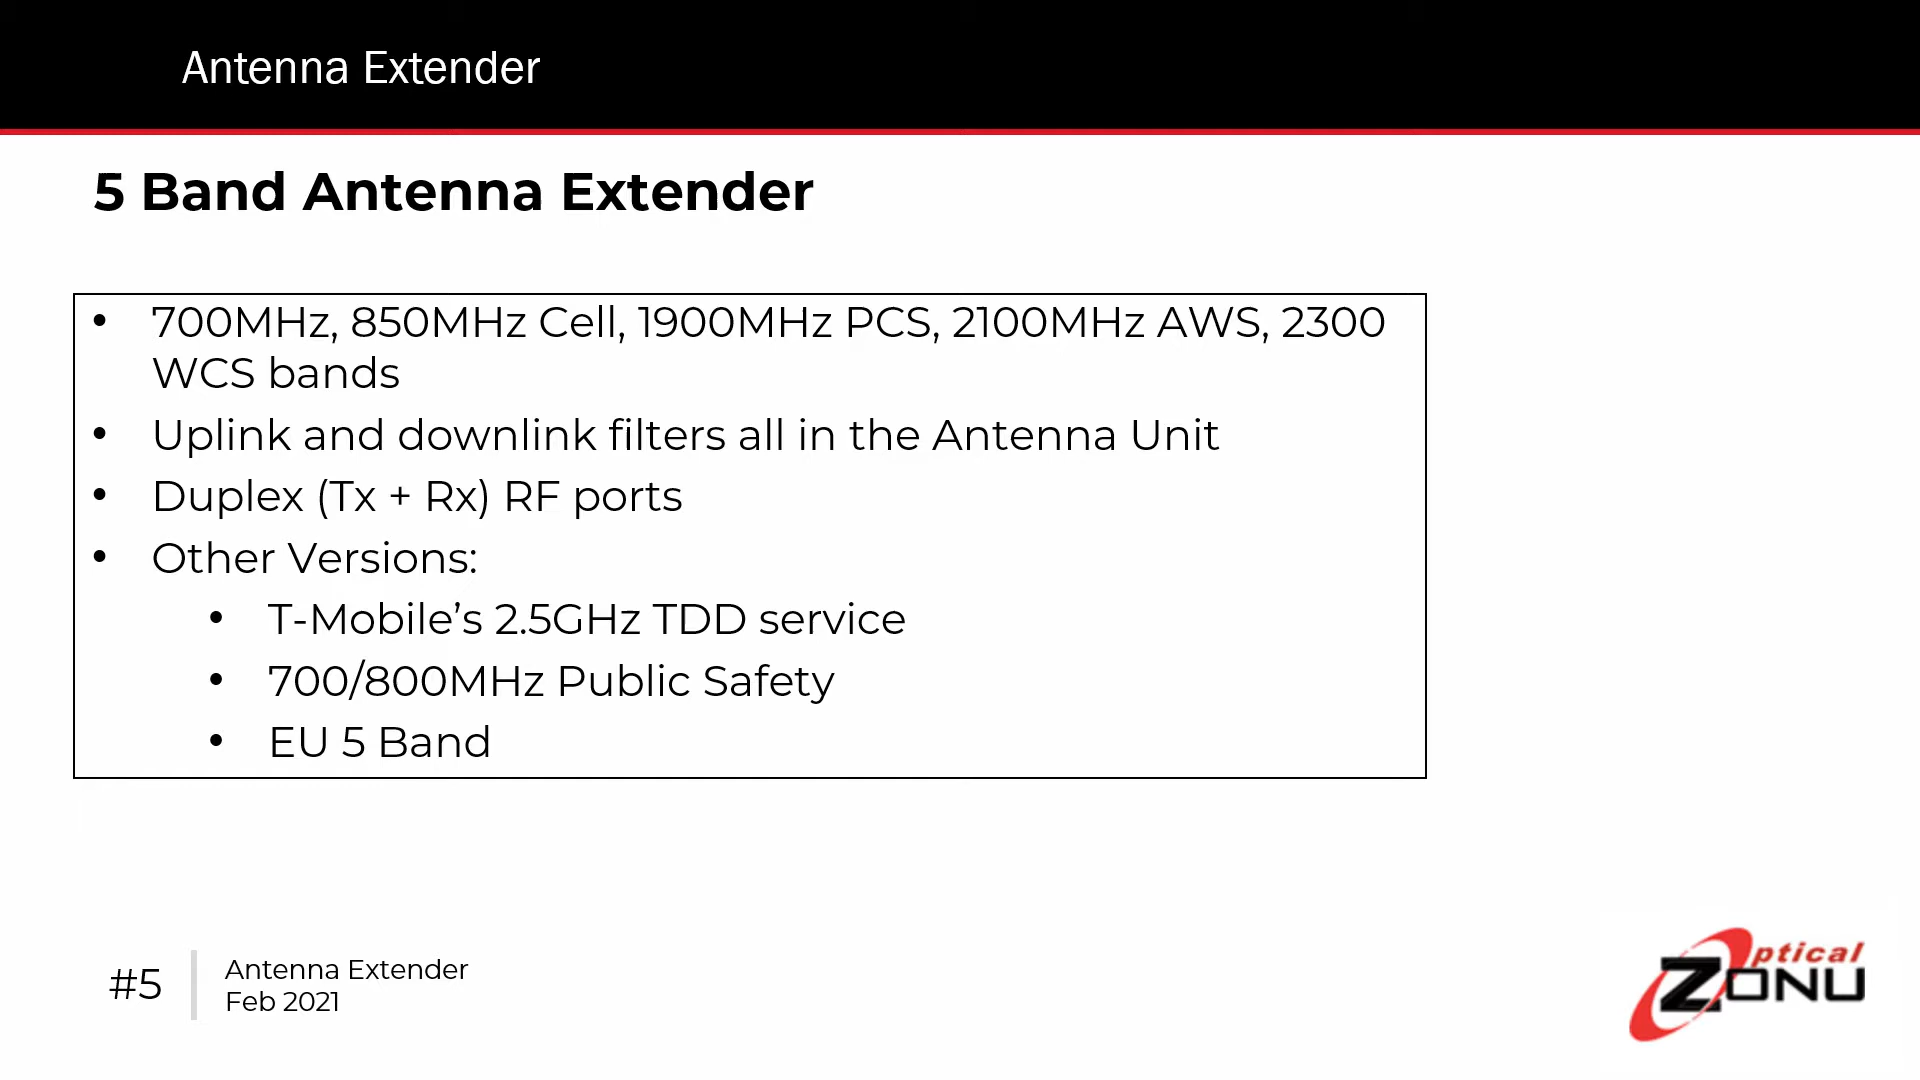 Antenna Extender
5 Band Antenna Extender
• 700MHz, 850MHz Cell, 1900MHz PCS, 2100MHz AWS, 2300
WCS bands
• Uplink and downlink filters all in the Antenna Unit
• Duplex (Tx + Rx) RF ports
• Other Versions:
• T-Mobile’s 2.5GHz TDD service
• 700/800MHz Public Safety
• EU 5 Band
#5
Antenna Extender
Feb 2021
Optical
ZONU